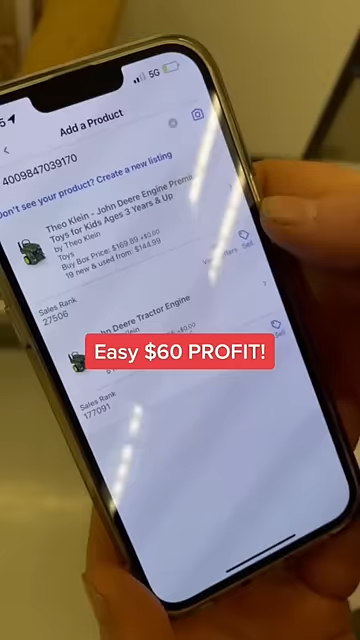 5G
Add a Product
4009847039170
Don't see your product? Create a new listing
Theo Klein - John Deere Engine Premi
Toys for Kids Ages 3 Years & Up
by Theo Klein
Toys
Buy Box Price: $169.89 +$0.00
19 new & used from: $144.99
Sell
Sales Rank
27506
John Deere Tractor Engine
Klein
Easy $60 PROFIT!
Sell
Sales Rank
177091